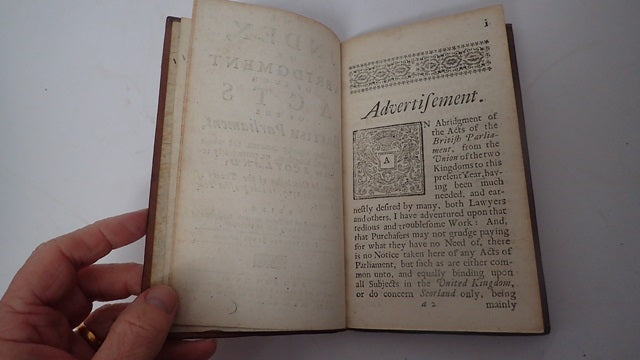 i
Advertiſement.
AN Abridgment of
the Acts of the
Britiſh Parlia-
ment, from the
Union of the two
Kingdoms to this
preſent Year, hav-
ing been much
needed, and ear-
neſtly deſired by many, both Lawyers
and others, I have adventured upon that
tedious and troubleſome Work: And,
that Purchaſers may not grudge paying
for what they have no Need of, there
is no Notice taken here of any Acts of
Parliament, but ſuch as are either com-
mon unto, and equally binding upon
all Subjects in the United Kingdom,
or do concern Scotland only, being
a 2 mainly